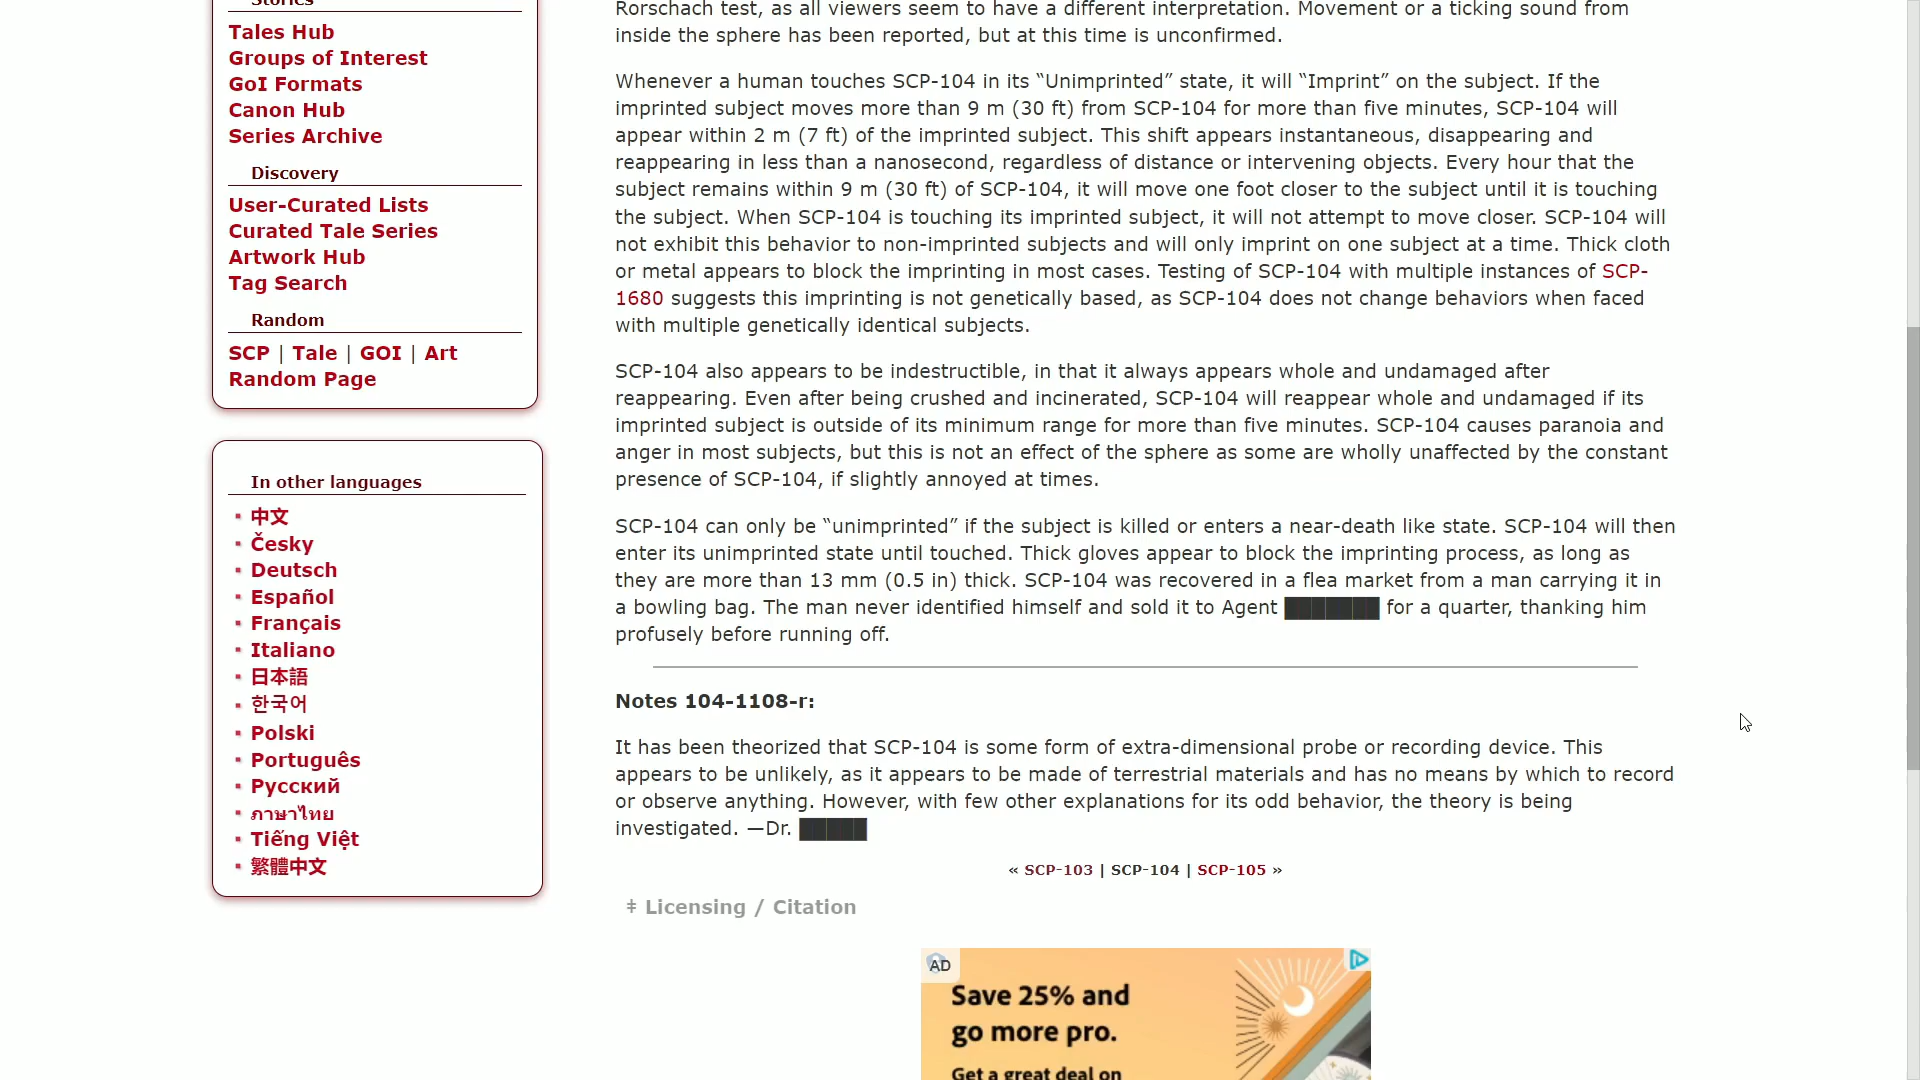 Stories
Tales Hub
Groups of Interest
GoI Formats
Canon Hub
Series Archive
Discovery
User-Curated Lists
Curated Tale Series
Artwork Hub
Tag Search
Random
SCP | Tale | GOI | Art
Random Page
In other languages
中文
Česky
Deutsch
Español
Français
Italiano
日本語
한국어
Polski
Português
Русский
ภาษาไทย
Tiếng Việt
繁體中文
Rorschach test, as all viewers seem to have a different interpretation. Movement or a ticking sound from
inside the sphere has been reported, but at this time is unconfirmed.
Whenever a human touches SCP-104 in its “Unimprinted” state, it will “Imprint” on the subject. If the
imprinted subject moves more than 9 m (30 ft) from SCP-104 for more than five minutes, SCP-104 will
appear within 2 m (7 ft) of the imprinted subject. This shift appears instantaneous, disappearing and
reappearing in less than a nanosecond, regardless of distance or intervening objects. Every hour that the
subject remains within 9 m (30 ft) of SCP-104, it will move one foot closer to the subject until it is touching
the subject. When SCP-104 is touching its imprinted subject, it will not attempt to move closer. SCP-104 will
not exhibit this behavior to non-imprinted subjects and will only imprint on one subject at a time. Thick cloth
or metal appears to block the imprinting in most cases. Testing of SCP-104 with multiple instances of SCP-
1680 suggests this imprinting is not genetically based, as SCP-104 does not change behaviors when faced
with multiple genetically identical subjects.
SCP-104 also appears to be indestructible, in that it always appears whole and undamaged after
reappearing. Even after being crushed and incinerated, SCP-104 will reappear whole and undamaged if its
imprinted subject is outside of its minimum range for more than five minutes. SCP-104 causes paranoia and
anger in most subjects, but this is not an effect of the sphere as some are wholly unaffected by the constant
presence of SCP-104, if slightly annoyed at times.
SCP-104 can only be “unimprinted” if the subject is killed or enters a near-death like state. SCP-104 will then
enter its unimprinted state until touched. Thick gloves appear to block the imprinting process, as long as
they are more than 13 mm (0.5 in) thick. SCP-104 was recovered in a flea market from a man carrying it in
a bowling bag. The man never identified himself and sold it to Agent ███████ for a quarter, thanking him
profusely before running off.
Notes 104-1108-r:
It has been theorized that SCP-104 is some form of extra-dimensional probe or recording device. This
appears to be unlikely, as it appears to be made of terrestrial materials and has no means by which to record
or observe anything. However, with few other explanations for its odd behavior, the theory is being
investigated. —Dr. █████
« SCP-103 | SCP-104 | SCP-105 »
‡ Licensing / Citation
AD
Save 25% and
go more pro.
Get a great deal on